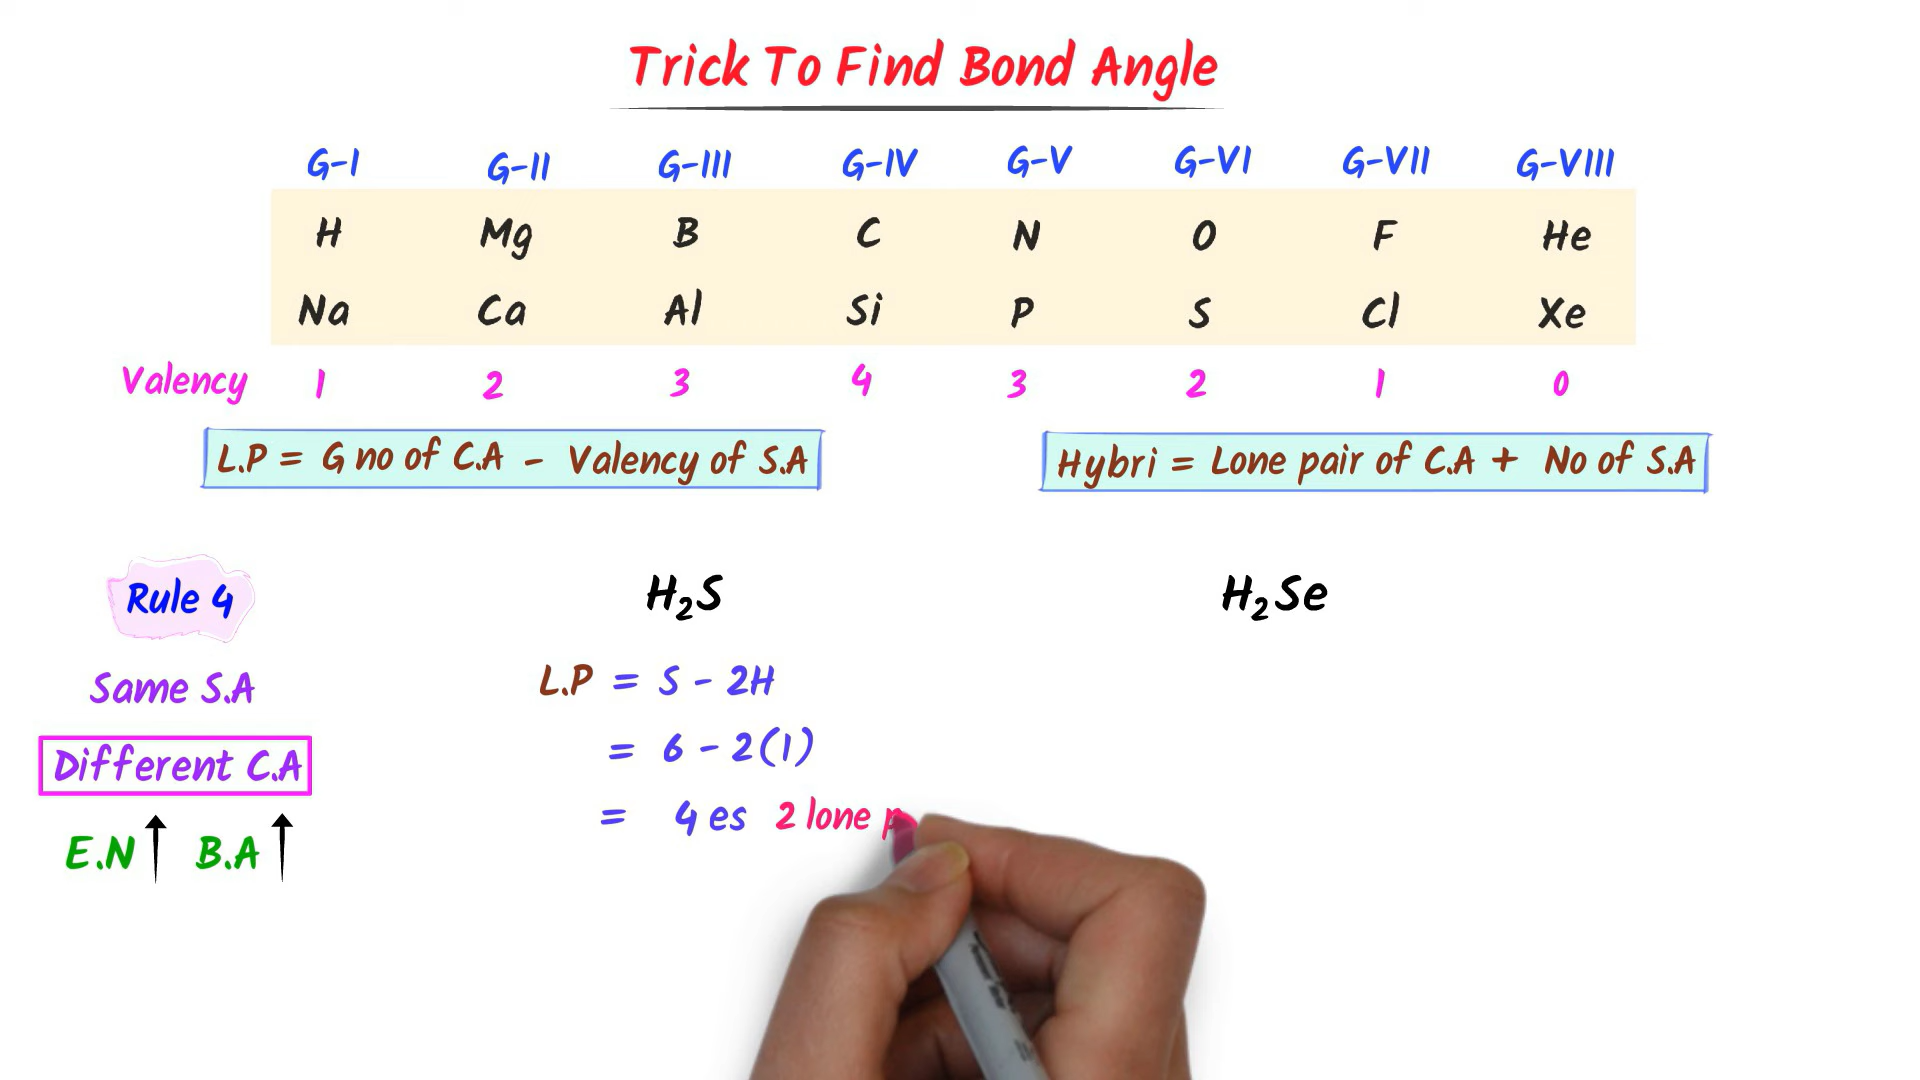 Trick To Find Bond Angle
G-I G-II G-III G-IV G-V G-VI G-VII G-VIII
H Mg B C N O F He
Na Ca Al Si P S Cl Xe
Valency 1 2 3 4 3 2 1 0
L.P = G no of C.A - Valency of S.A
Hybri = Lone pair of C.A + No of S.A
Rule 4
Same S.A
Different C.A
E.N↑ B.A↑
H₂S
L.P = S - 2H
= 6 - 2(1)
= 4 es 2 lone p
H₂Se